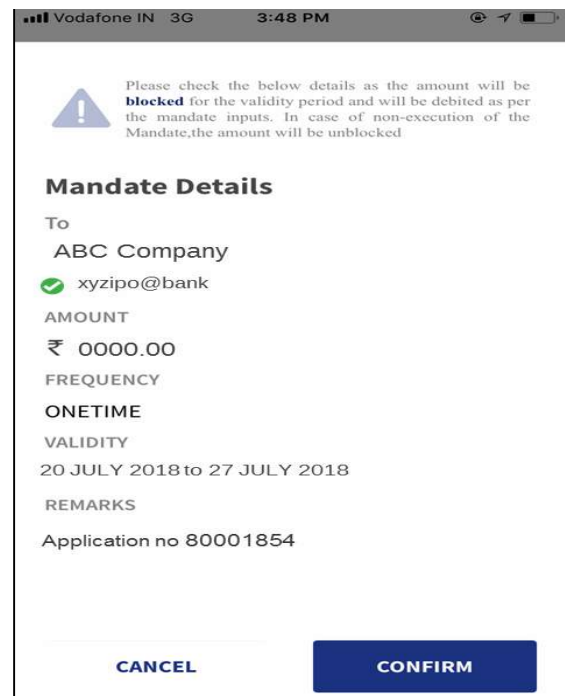 Vodafone IN 3G 3:48 PM
Please check the below details as the amount will be
blocked for the validity period and will be debited as per
the mandate inputs. In case of non-execution of the
Mandate,the amount will be unblocked
Mandate Details
To
ABC Company
xyzipo@bank
AMOUNT
₹ 0000.00
FREQUENCY
ONETIME
VALIDITY
20 JULY 2018 to 27 JULY 2018
REMARKS
Application no 80001854
CANCEL CONFIRM